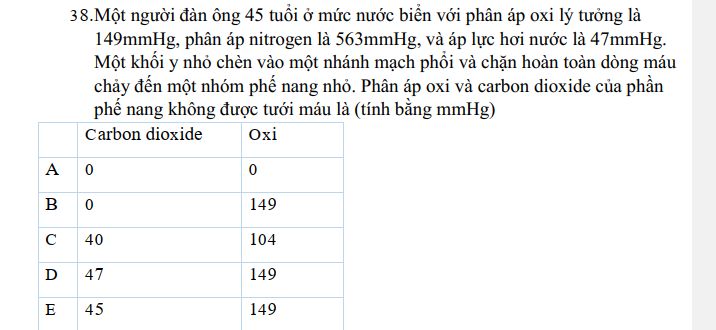 38.Một người đàn ông 45 tuổi ở mức nước biển với phân áp oxi lý tưởng là
149mmHg, phân áp nitrogen là 563mmHg, và áp lực hơi nước là 47mmHg.
Một khối y nhỏ chèn vào một nhánh mạch phổi và chặn hoàn toàn dòng máu
chảy đến một nhóm phế nang nhỏ. Phân áp oxi và carbon dioxide của phần
phế nang không được tưới máu là (tính bằng mmHg)
Carbon dioxide Oxi
A 0 0
B 0 149
C 40 104
D 47 149
E 45 149